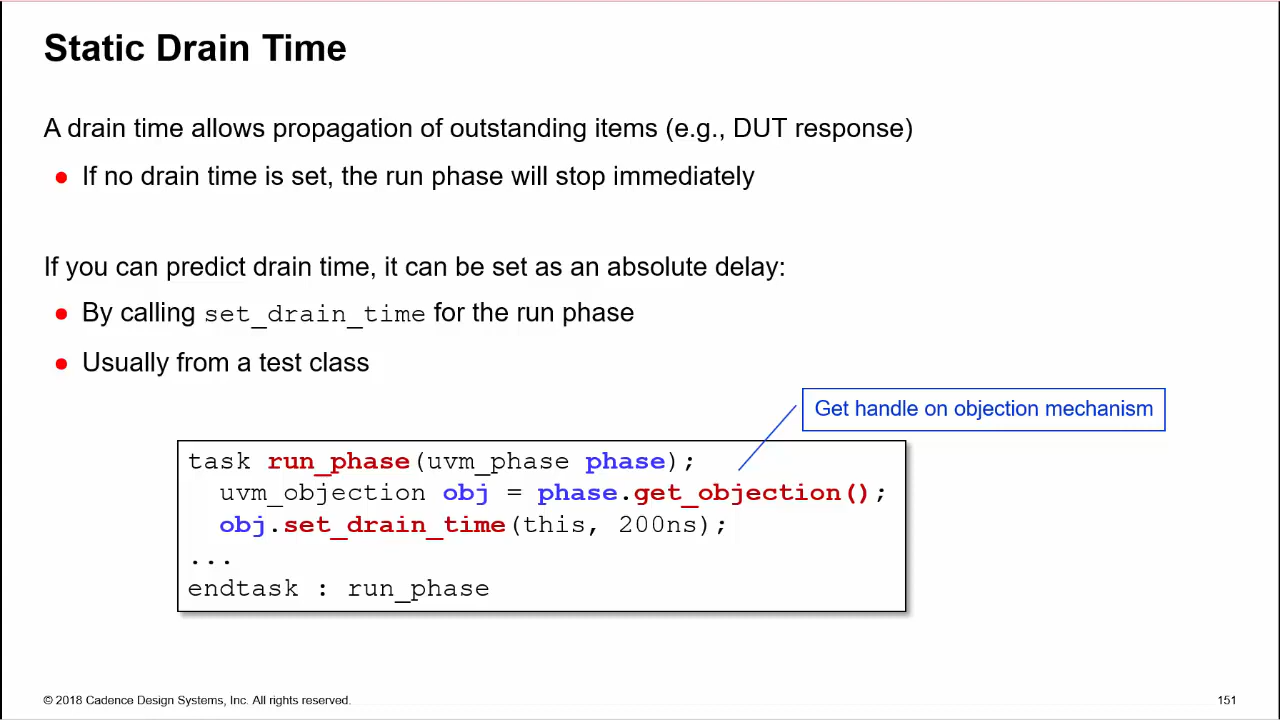 Static Drain Time
A drain time allows propagation of outstanding items (e.g., DUT response)
● If no drain time is set, the run phase will stop immediately
If you can predict drain time, it can be set as an absolute delay:
● By calling set_drain_time for the run phase
● Usually from a test class
Get handle on objection mechanism
task run_phase(uvm_phase phase);
  uvm_objection obj = phase.get_objection();
  obj.set_drain_time(this, 200ns);
...
endtask : run_phase
© 2018 Cadence Design Systems, Inc. All rights reserved.
151